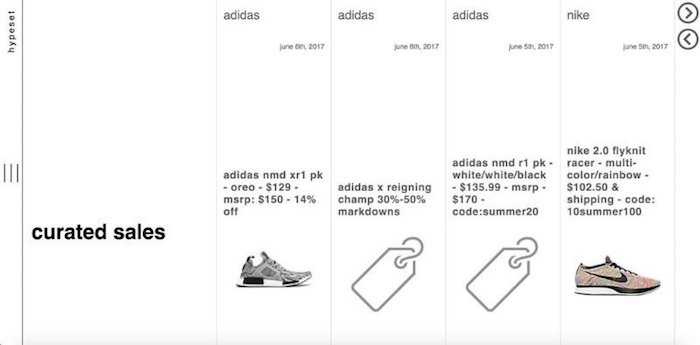 hypeset
curated sales
adidas
june 6th, 2017
adidas nmd xr1 pk
- oreo - $129 -
msrp: $150 - 14%
off
adidas
june 6th, 2017
adidas x reigning
champ 30%-50%
markdowns
adidas
june 5th, 2017
adidas nmd r1 pk -
white/white/black
- $135.99 - msrp -
$170 -
code:summer20
nike
june 5th, 2017
nike 2.0 flyknit
racer - multi-
color/rainbow -
$102.50 &
shipping - code:
10summer100